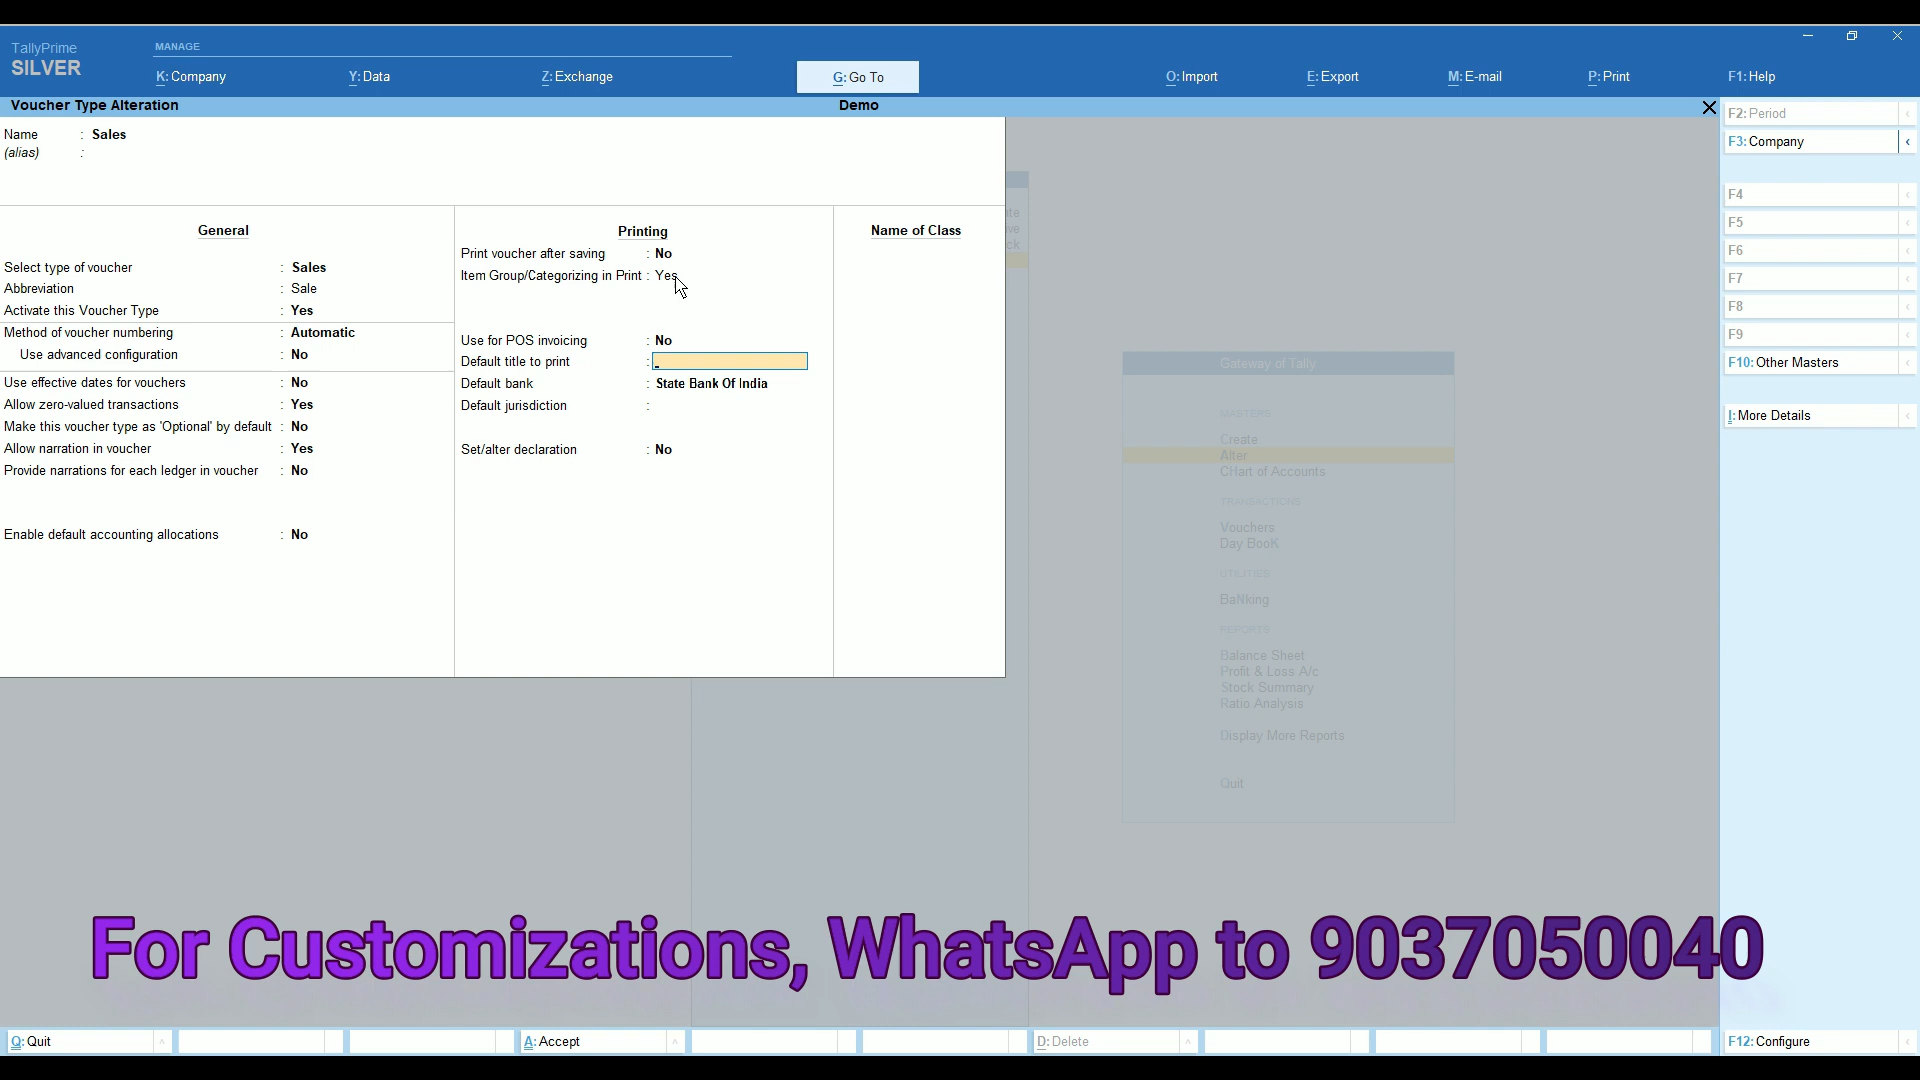 TallyPrime
SILVER
MANAGE
K: Company
Y: Data
Z: Exchange
G: Go To
O: Import
E: Export
M: E-mail
P: Print
F1: Help
Voucher Type Alteration
Demo
Name : Sales
(alias) :
General
Select type of voucher : Sales
Abbreviation : Sale
Activate this Voucher Type : Yes
Method of voucher numbering : Automatic
Use advanced configuration : No
Use effective dates for vouchers : No
Allow zero-valued transactions : Yes
Make this voucher type as 'Optional' by default : No
Allow narration in voucher : Yes
Provide narrations for each ledger in voucher : No
Enable default accounting allocations : No
Printing
Print voucher after saving : No
Item Group/Categorizing in Print : Yes
Use for POS invoicing : No
Default title to print :
Default bank : State Bank Of India
Default jurisdiction :
Set/alter declaration : No
Name of Class
Gateway of Tally
MASTERS
Create
Alter
CHart of Accounts
TRANSACTIONS
Vouchers
Day BooK
UTILITIES
BaNking
REPORTS
Balance Sheet
Profit & Loss A/c
Stock Summary
Ratio Analysis
Display More Reports
Quit
F2: Period
F3: Company
F4
F5
F6
F7
F8
F9
F10: Other Masters
I: More Details
For Customizations, WhatsApp to 9037050040
Q: Quit
A: Accept
D: Delete
F12: Configure